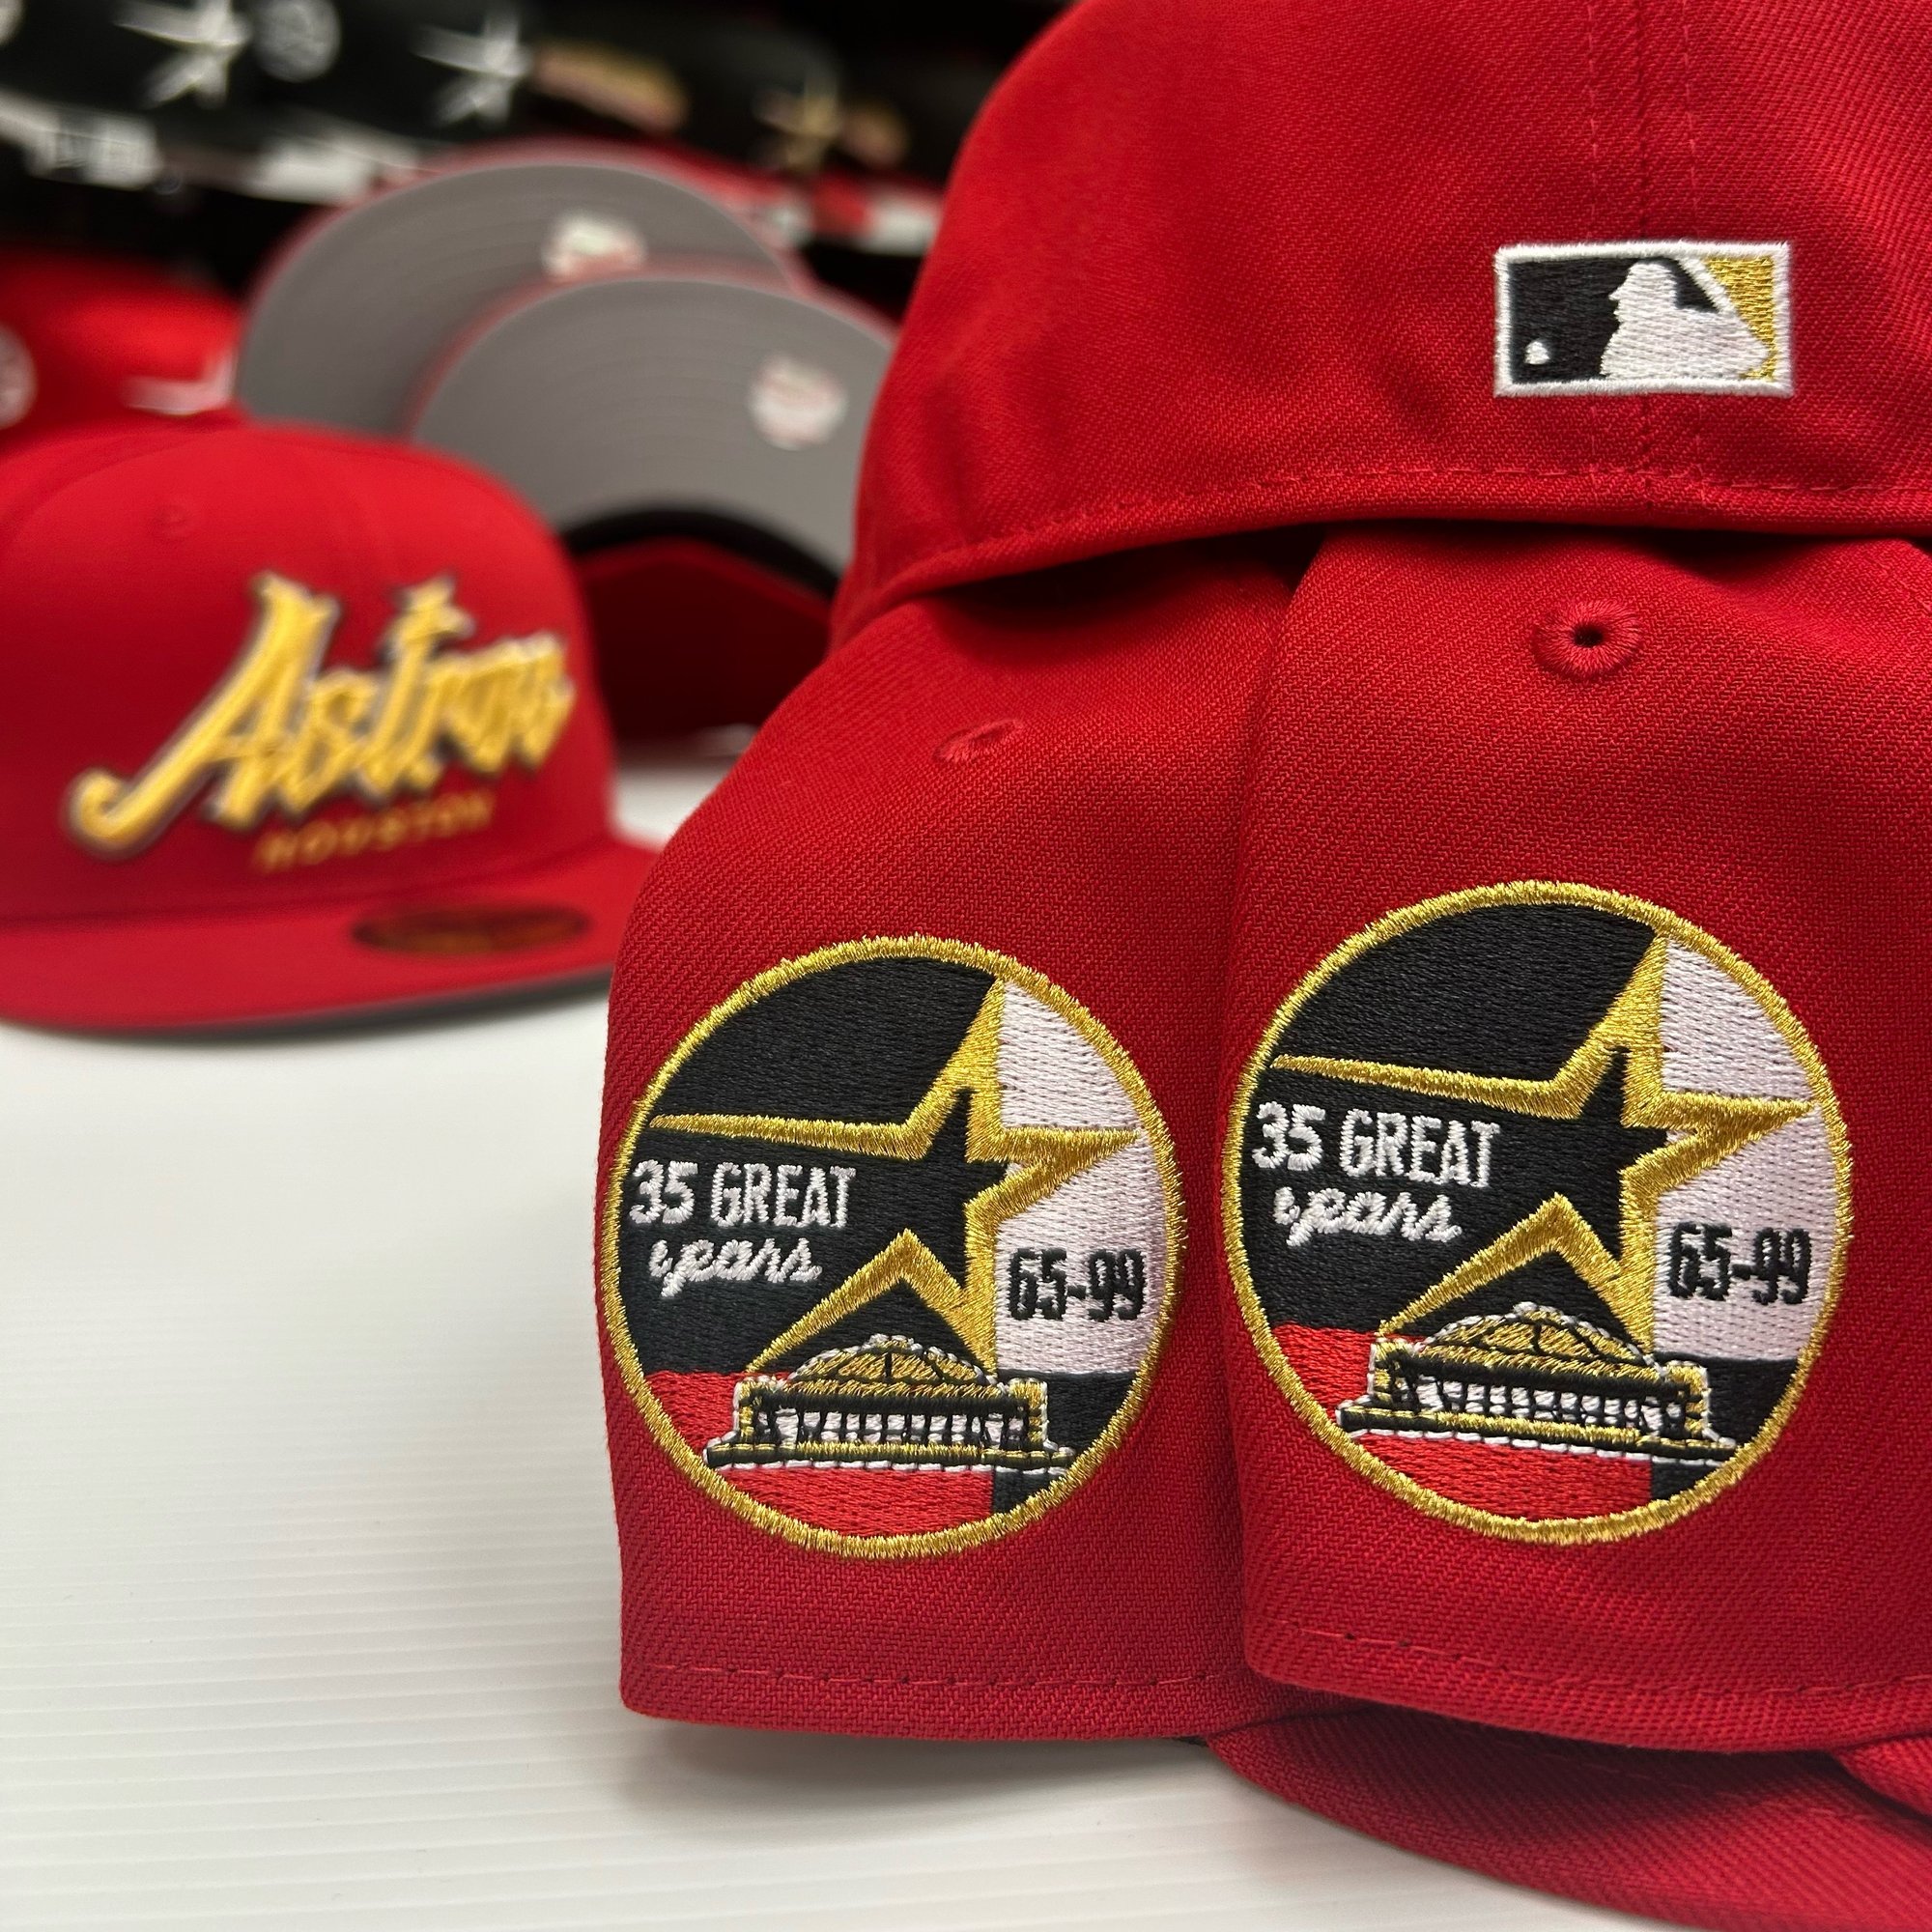 Astros
HOUSTON
35 GREAT
years
65-99
35 GREAT
years
65-99